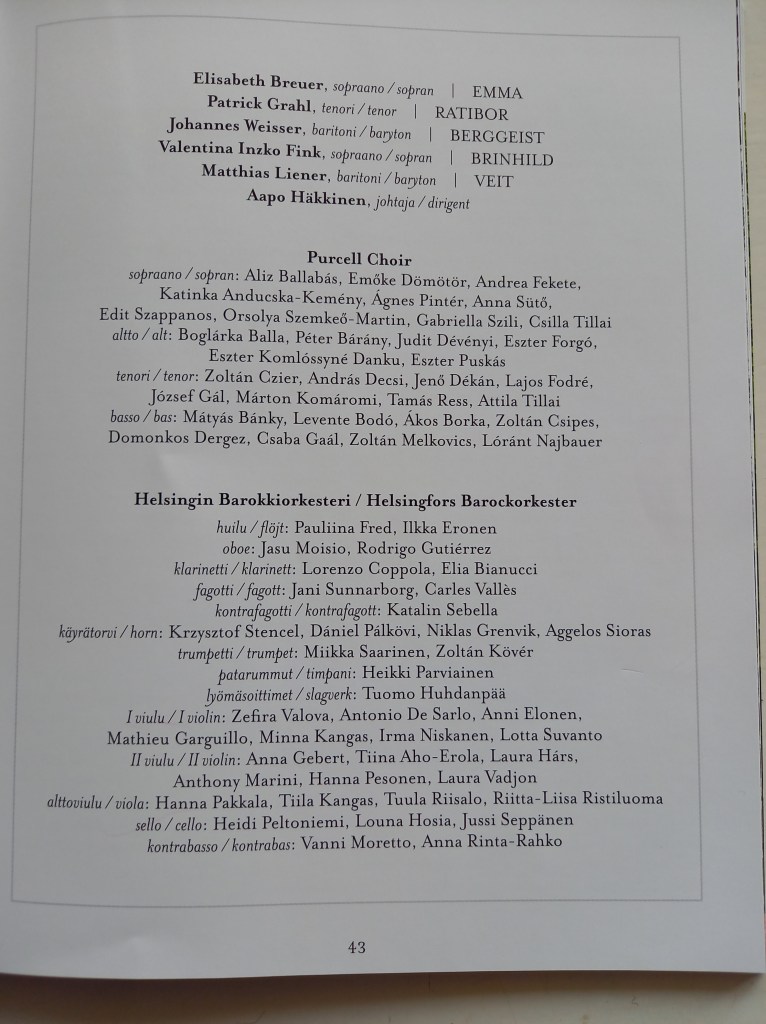 Elisabeth Breuer, sopraano / sopran | EMMA
Patrick Grahl, tenori / tenor | RATIBOR
Johannes Weisser, baritoni / baryton | BERGGEIST
Valentina Inzko Fink, sopraano / sopran | BRINHILD
Matthias Liener, baritoni / baryton | VEIT
Aapo Häkkinen, johtaja / dirigent
Purcell Choir
sopraano / sopran: Aliz Ballabás, Emőke Dömötör, Andrea Fekete,
Katinka Anducska-Kemény, Ágnes Pintér, Anna Sütő,
Edit Szappanos, Orsolya Szemkeő-Martin, Gabriella Szili, Csilla Tillai
altto / alt: Boglárka Balla, Péter Bárány, Judit Dévényi, Eszter Forgó,
Eszter Komlóssyné Danku, Eszter Puskás
tenori / tenor: Zoltán Czier, András Decsi, Jenő Dékán, Lajos Fodré,
József Gál, Márton Komáromi, Tamás Ress, Attila Tillai
basso / bas: Mátyás Bánky, Levente Bodó, Ákos Borka, Zoltán Csipes,
Domonkos Dergez, Csaba Gaál, Zoltán Melkovics, Lóránt Najbauer
Helsingin Barokkiorkesteri / Helsingfors Barockorkester
huilu / flöjt: Pauliina Fred, Ilkka Eronen
oboe: Jasu Moisio, Rodrigo Gutiérrez
klarinetti / klarinett: Lorenzo Coppola, Elia Bianucci
fagotti / fagott: Jani Sunnarborg, Carles Vallès
kontrafagotti / kontrafagott: Katalin Sebella
käyrätorvi / horn: Krzysztof Stencel, Dániel Pálkövi, Niklas Grenvik, Aggelos Sioras
trumpetti / trumpet: Miikka Saarinen, Zoltán Kövér
patarummut / timpani: Heikki Parviainen
lyömäsoittimet / slagverk: Tuomo Huhdanpää
I viulu / I violin: Zefira Valova, Antonio De Sarlo, Anni Elonen,
Mathieu Garguillo, Minna Kangas, Irma Niskanen, Lotta Suvanto
II viulu / II violin: Anna Gebert, Tiina Aho-Erola, Laura Hárs,
Anthony Marini, Hanna Pesonen, Laura Vadjon
alttoviulu / viola: Hanna Pakkala, Tiila Kangas, Tuula Riisalo, Riitta-Liisa Ristiluoma
sello / cello: Heidi Peltoniemi, Louna Hosia, Jussi Seppänen
kontrabasso / kontrabas: Vanni Moretto, Anna Rinta-Rahko
43